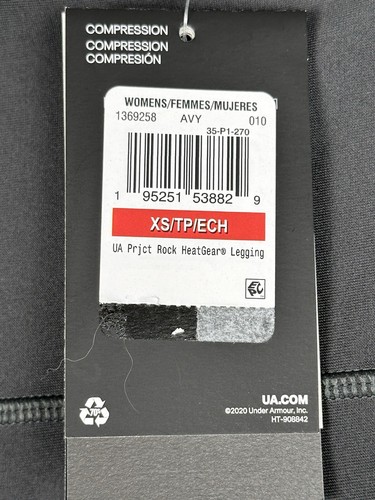 COMPRESSION
COMPRESSION
COMPRESIÓN
WOMENS/FEMMES/MUJERES
1369258 AVY 010
35-P1-270
1 95251 53882 9
XS/TP/ECH
UA Prjct Rock HeatGear® Legging
70*
UA.COM
©2020 Under Armour, Inc.
HT-908842